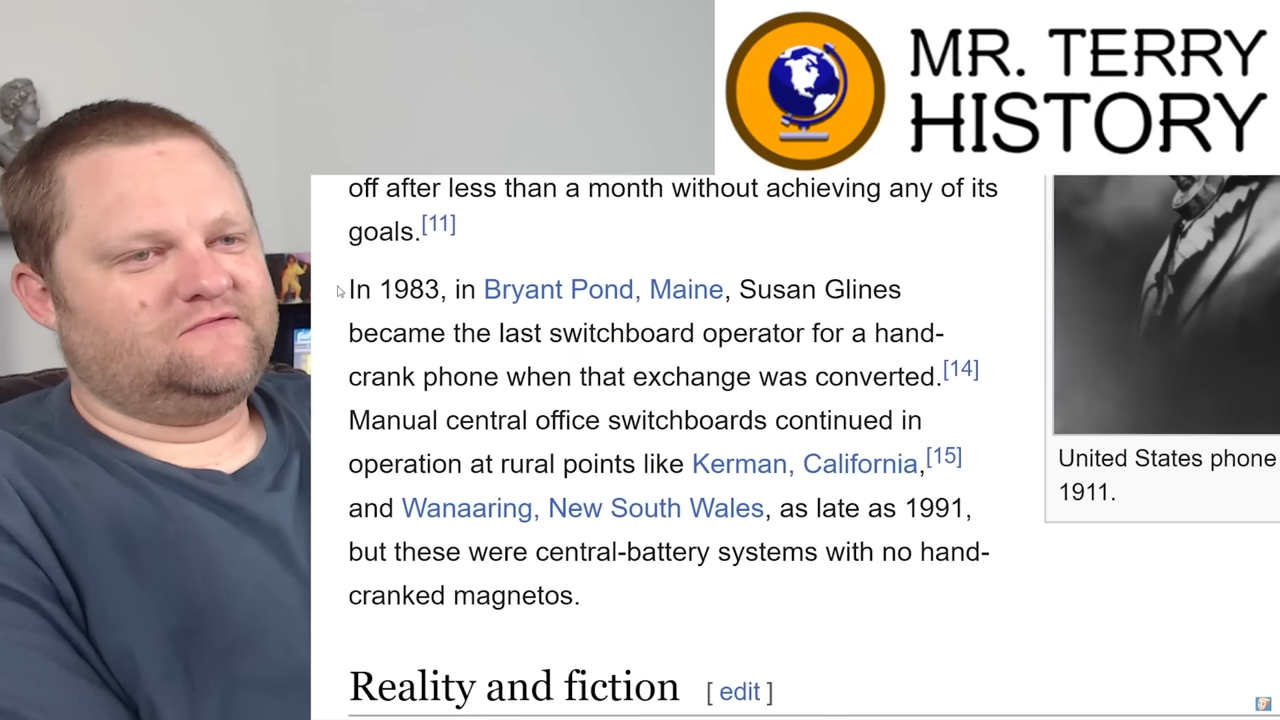 MR. TERRY
HISTORY
off after less than a month without achieving any of its
goals.[11]
In 1983, in Bryant Pond, Maine, Susan Glines
became the last switchboard operator for a hand-
crank phone when that exchange was converted.[14]
Manual central office switchboards continued in
operation at rural points like Kerman, California,[15]
and Wanaaring, New South Wales, as late as 1991,
but these were central-battery systems with no hand-
cranked magnetos.
United States phone
1911.
Reality and fiction [ edit ]